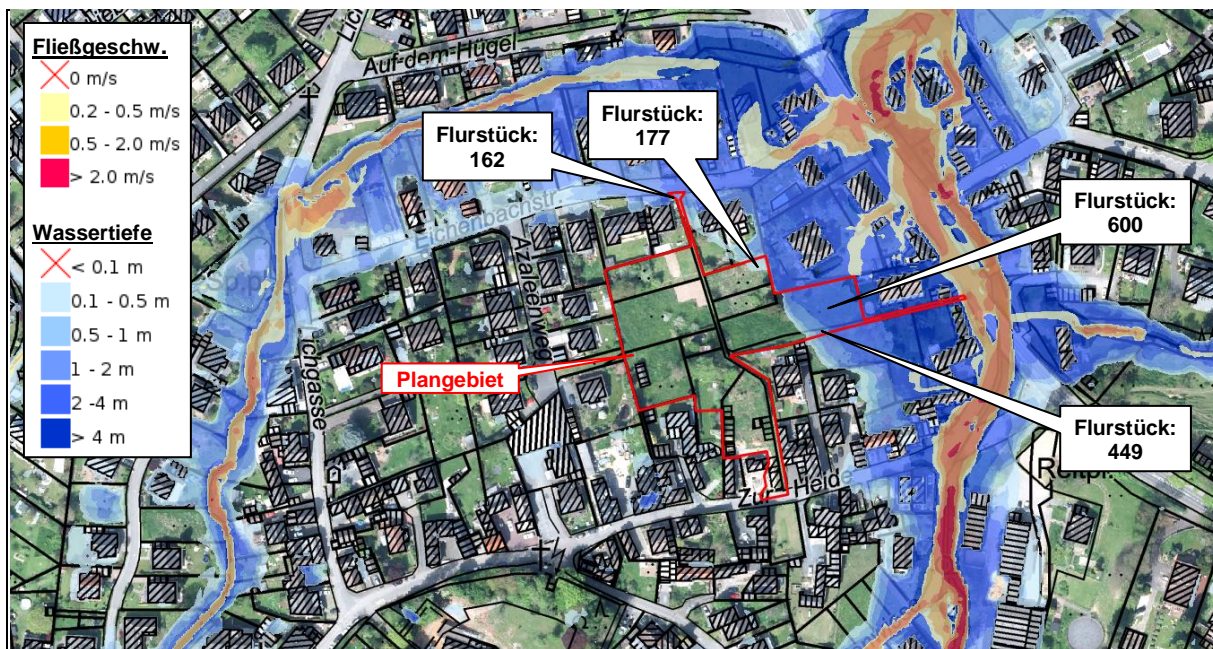 Fließgeschw.
0 m/s
0.2 - 0.5 m/s
0.5 - 2.0 m/s
> 2.0 m/s
Wassertiefe
< 0.1 m
0.1 - 0.5 m
0.5 - 1 m
1 - 2 m
2 -4 m
> 4 m
Auf-dem-Hügel
Flurstück:
162
Flurstück:
177
Flurstück:
600
Flurstück:
449
Eichenbachstr.
Azaleenweg
Plangebiet
Zur Heide